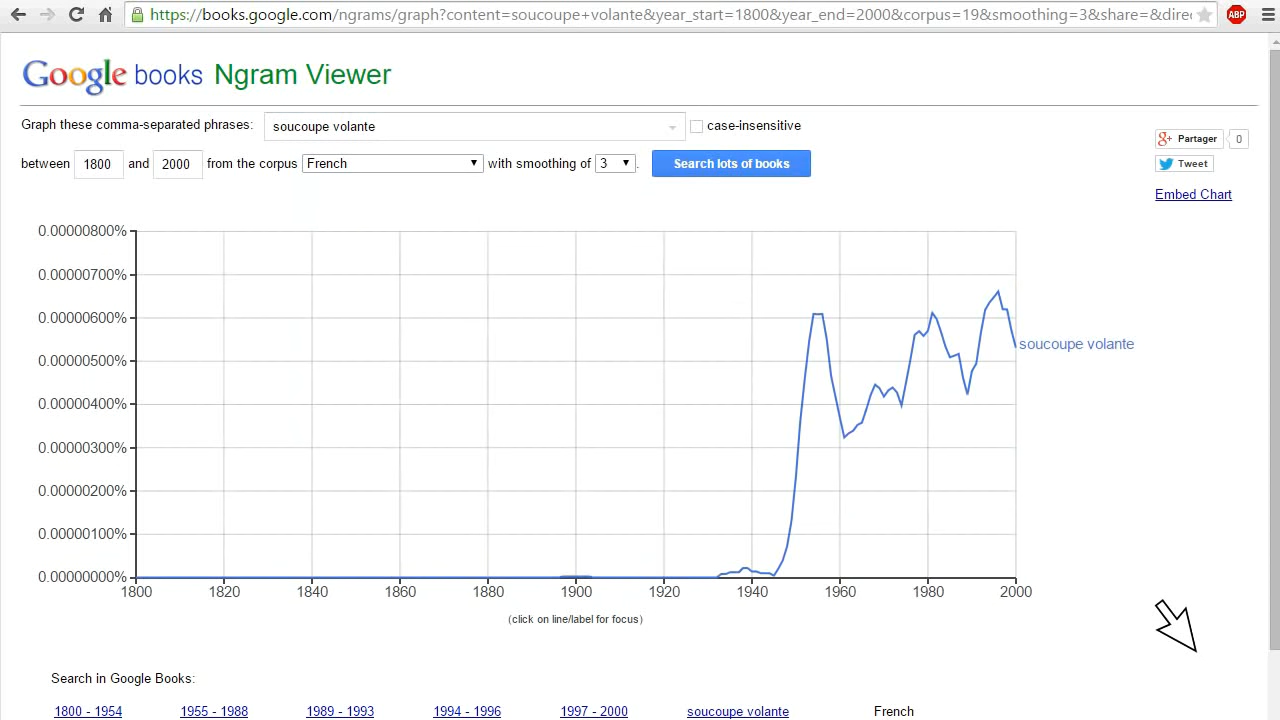 https://books.google.com/ngrams/graph?content=soucoupe+volante&year_start=1800&year_end=2000&corpus=19&smoothing=3&share=&direc
ABP
Google books Ngram Viewer
Graph these comma-separated phrases: soucoupe volante case-insensitive
between 1800 and 2000 from the corpus French with smoothing of 3 . Search lots of books
g+ Partager 0
Tweet
Embed Chart
0.00000800%
0.00000700%
0.00000600%
0.00000500%
0.00000400%
0.00000300%
0.00000200%
0.00000100%
0.00000000%
soucoupe volante
1800 1820 1840 1860 1880 1900 1920 1940 1960 1980 2000
(click on line/label for focus)
Search in Google Books:
1800 - 1954 1955 - 1988 1989 - 1993 1994 - 1996 1997 - 2000 soucoupe volante French